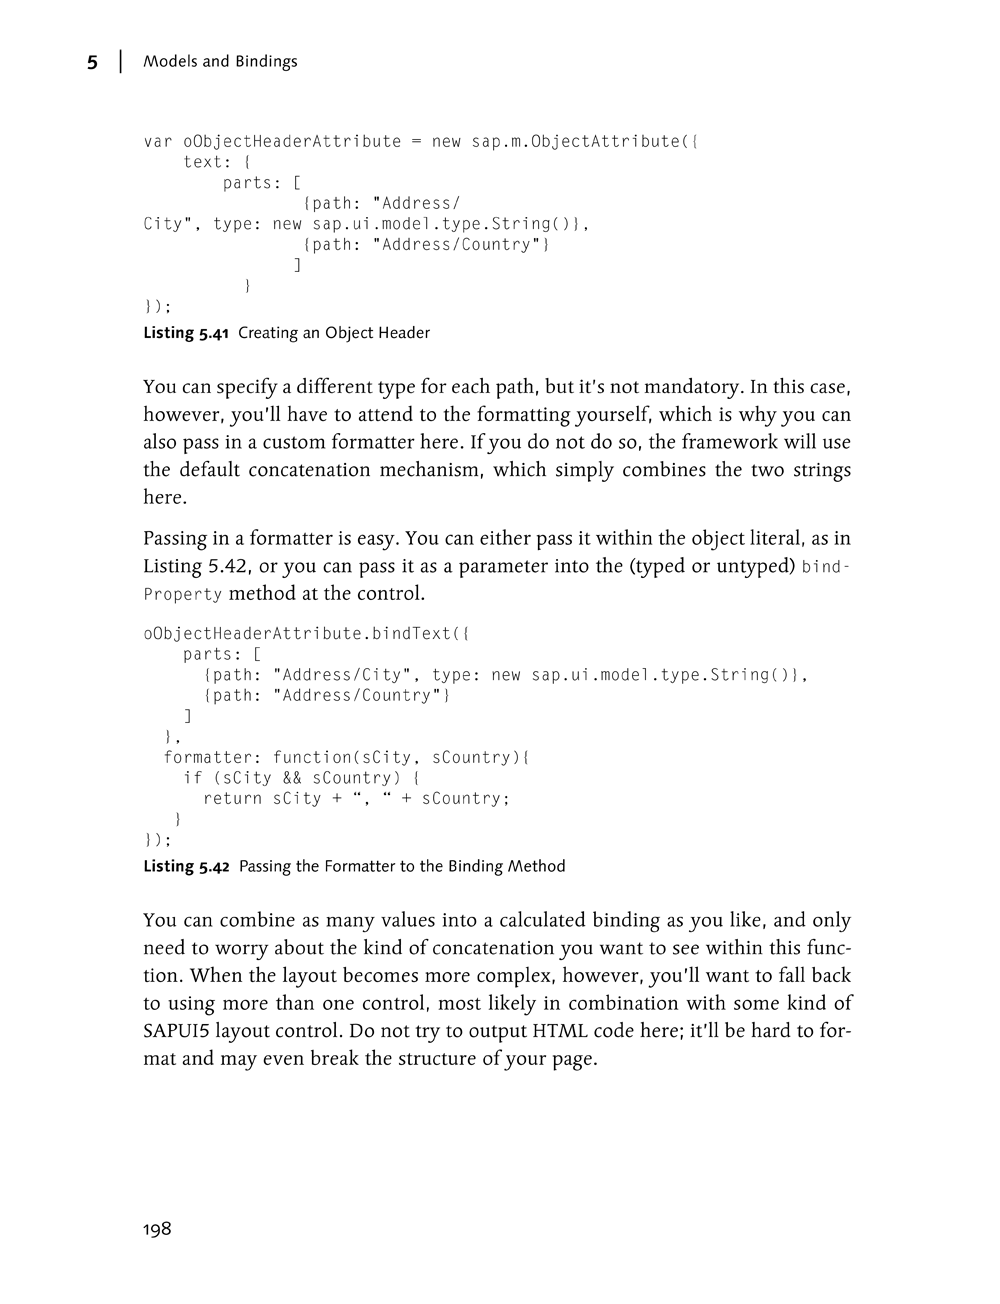 5 | Models and Bindings
var oObjectHeaderAttribute = new sap.m.ObjectAttribute({
    text: {
        parts: [
                {path: "Address/
City", type: new sap.ui.model.type.String()},
                {path: "Address/Country"}
               ]
          }
});
Listing 5.41 Creating an Object Header
You can specify a different type for each path, but it's not mandatory. In this case,
however, you'll have to attend to the formatting yourself, which is why you can
also pass in a custom formatter here. If you do not do so, the framework will use
the default concatenation mechanism, which simply combines the two strings
here.
Passing in a formatter is easy. You can either pass it within the object literal, as in
Listing 5.42, or you can pass it as a parameter into the (typed or untyped) bind-
Property method at the control.
oObjectHeaderAttribute.bindText({
    parts: [
      {path: "Address/City", type: new sap.ui.model.type.String()},
      {path: "Address/Country"}
    ]
  },
  formatter: function(sCity, sCountry){
    if (sCity && sCountry) {
      return sCity + “, “ + sCountry;
   }
});
Listing 5.42 Passing the Formatter to the Binding Method
You can combine as many values into a calculated binding as you like, and only
need to worry about the kind of concatenation you want to see within this func-
tion. When the layout becomes more complex, however, you'll want to fall back
to using more than one control, most likely in combination with some kind of
SAPUI5 layout control. Do not try to output HTML code here; it'll be hard to for-
mat and may even break the structure of your page.
198